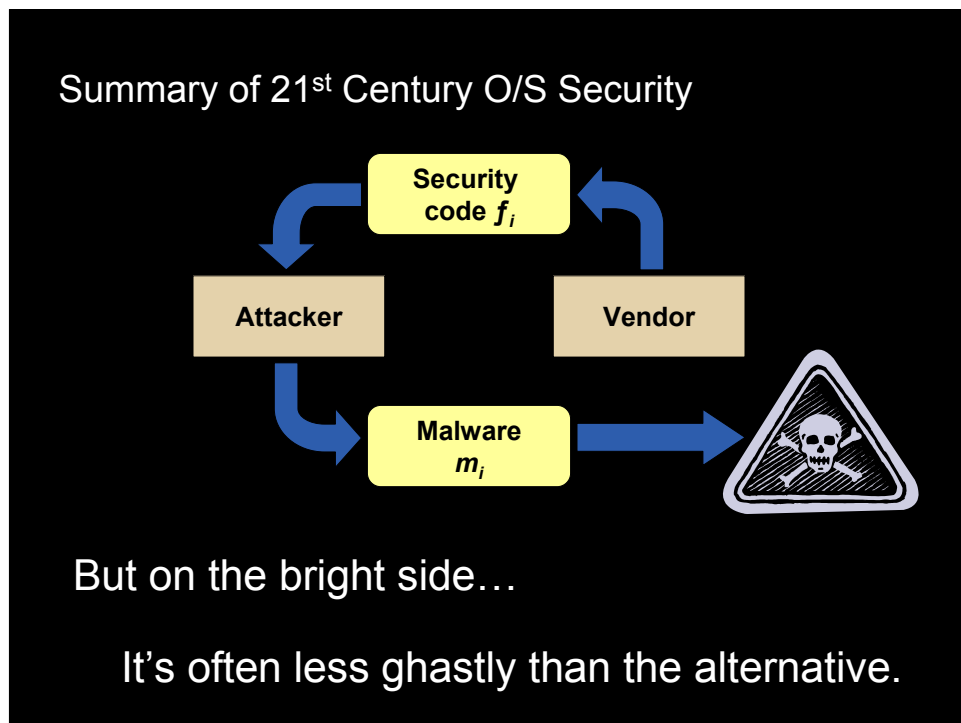 Summary of 21st Century O/S Security
Security
code fi
Attacker
Vendor
Malware
mi
But on the bright side…
It’s often less ghastly than the alternative.